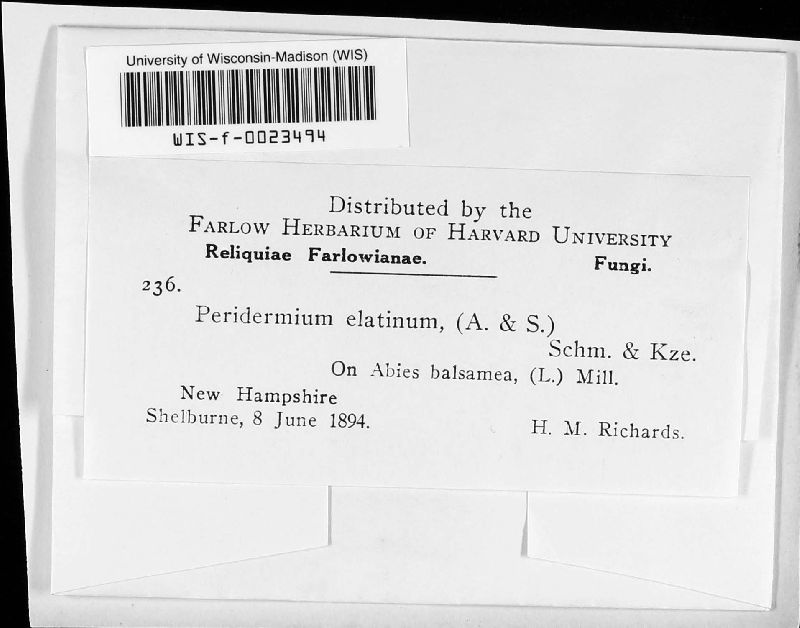 University of Wisconsin-Madison (WIS)
WIS-f-0023494
Distributed by the
FARLOW HERBARIUM OF HARVARD UNIVERSITY
Reliquiae Farlowianae. Fungi.
236.
Peridermium elatinum, (A. & S.)
Schm. & Kze.
On Abies balsamea, (L.) Mill.
New Hampshire
Shelburne, 8 June 1894. H. M. Richards.